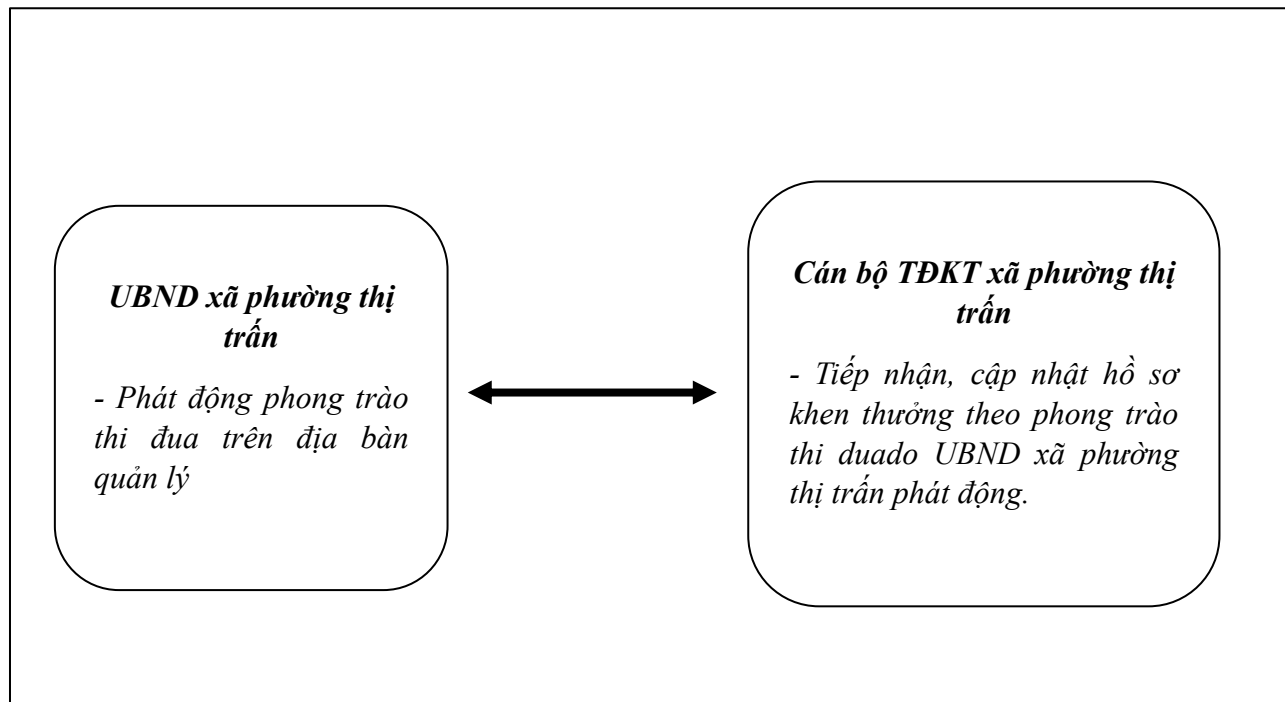 UBND xã phường thị
trấn
- Phát động phong trào
thi đua trên địa bàn
quản lý
Cán bộ TĐKT xã phường thị
trấn
- Tiếp nhận, cập nhật hồ sơ
khen thưởng theo phong trào
thi duado UBND xã phường
thị trấn phát động.